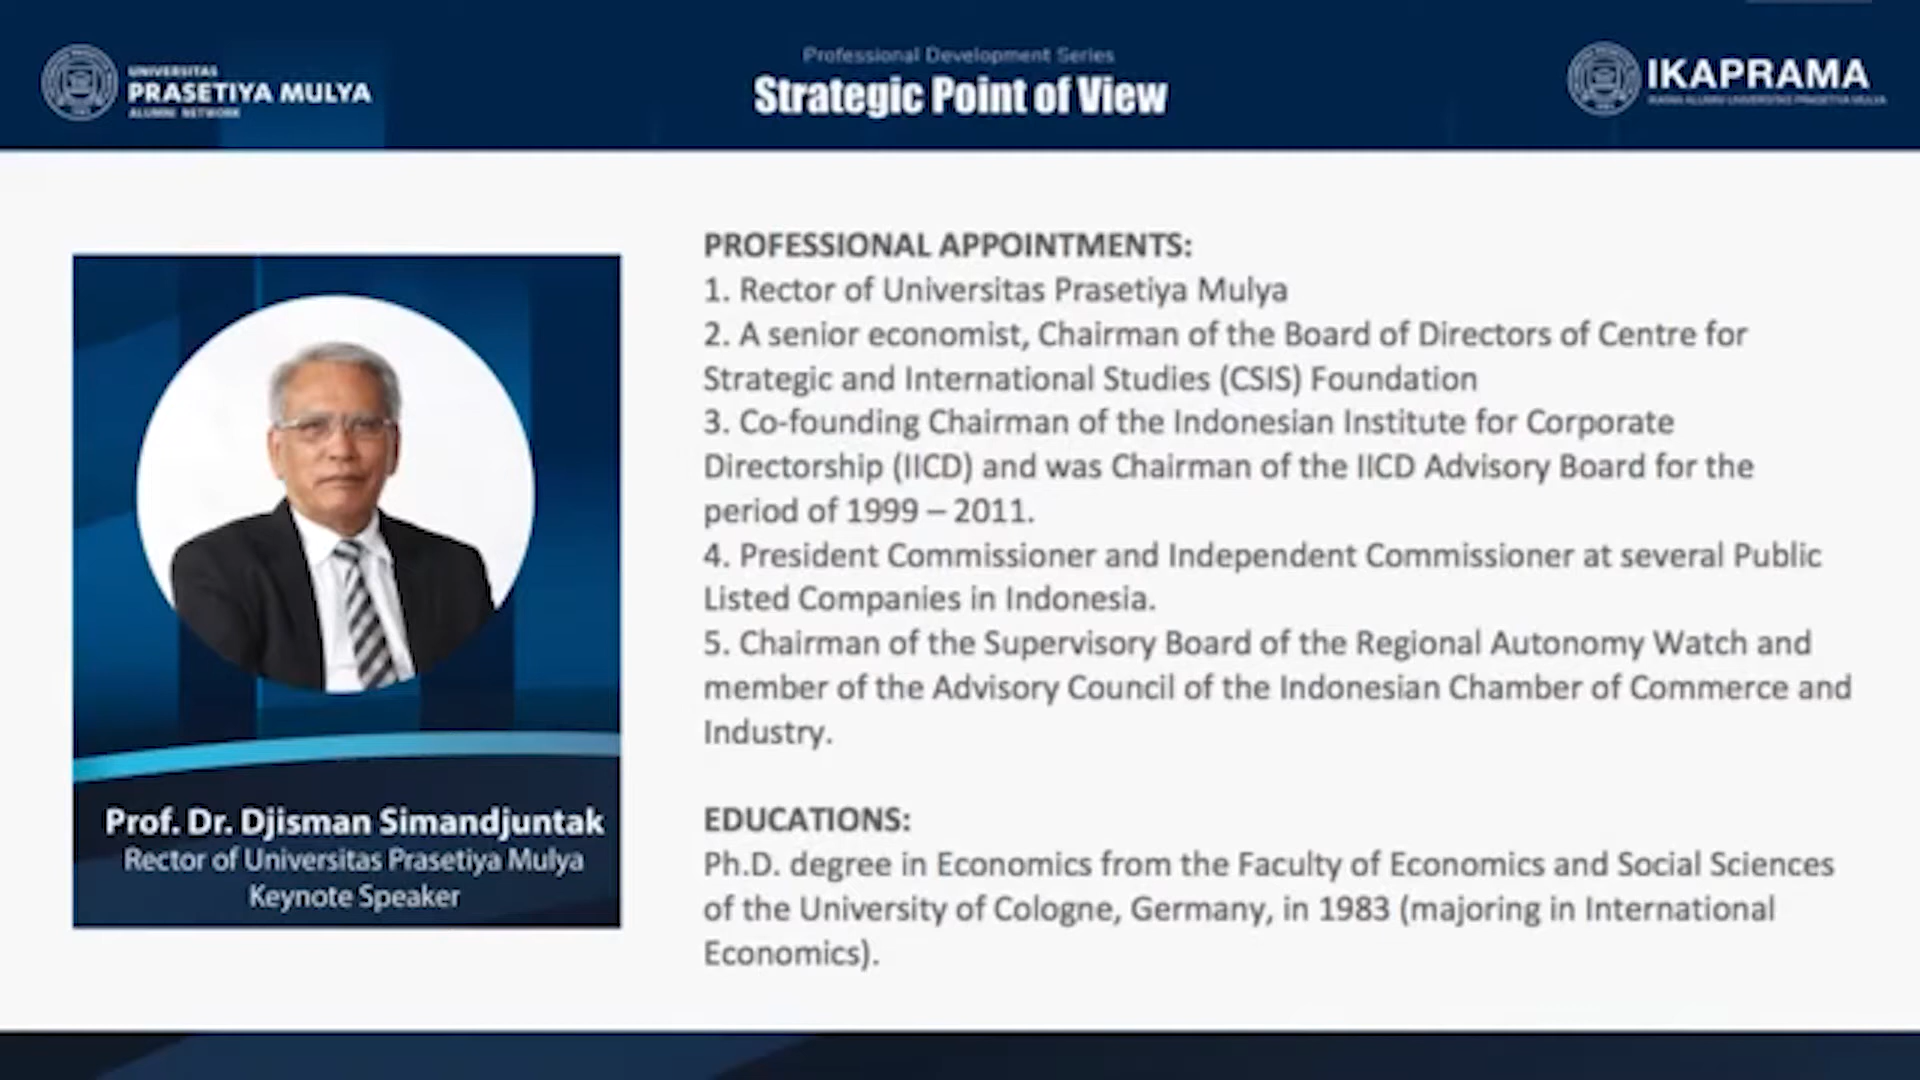 UNIVERSITAS
PRASETIYA MULYA
ALUMNI NETWORK
Professional Development Series
Strategic Point of View
IKAPRAMA
IKATAN ALUMNI UNIVERSITAS PRASETIYA MULYA
PROFESSIONAL APPOINTMENTS:
1. Rector of Universitas Prasetiya Mulya
2. A senior economist, Chairman of the Board of Directors of Centre for
Strategic and International Studies (CSIS) Foundation
3. Co-founding Chairman of the Indonesian Institute for Corporate
Directorship (IICD) and was Chairman of the IICD Advisory Board for the
period of 1999 – 2011.
4. President Commissioner and Independent Commissioner at several Public
Listed Companies in Indonesia.
5. Chairman of the Supervisory Board of the Regional Autonomy Watch and
member of the Advisory Council of the Indonesian Chamber of Commerce and
Industry.
EDUCATIONS:
Ph.D. degree in Economics from the Faculty of Economics and Social Sciences
of the University of Cologne, Germany, in 1983 (majoring in International
Economics).
Prof. Dr. Djisman Simandjuntak
Rector of Universitas Prasetiya Mulya
Keynote Speaker